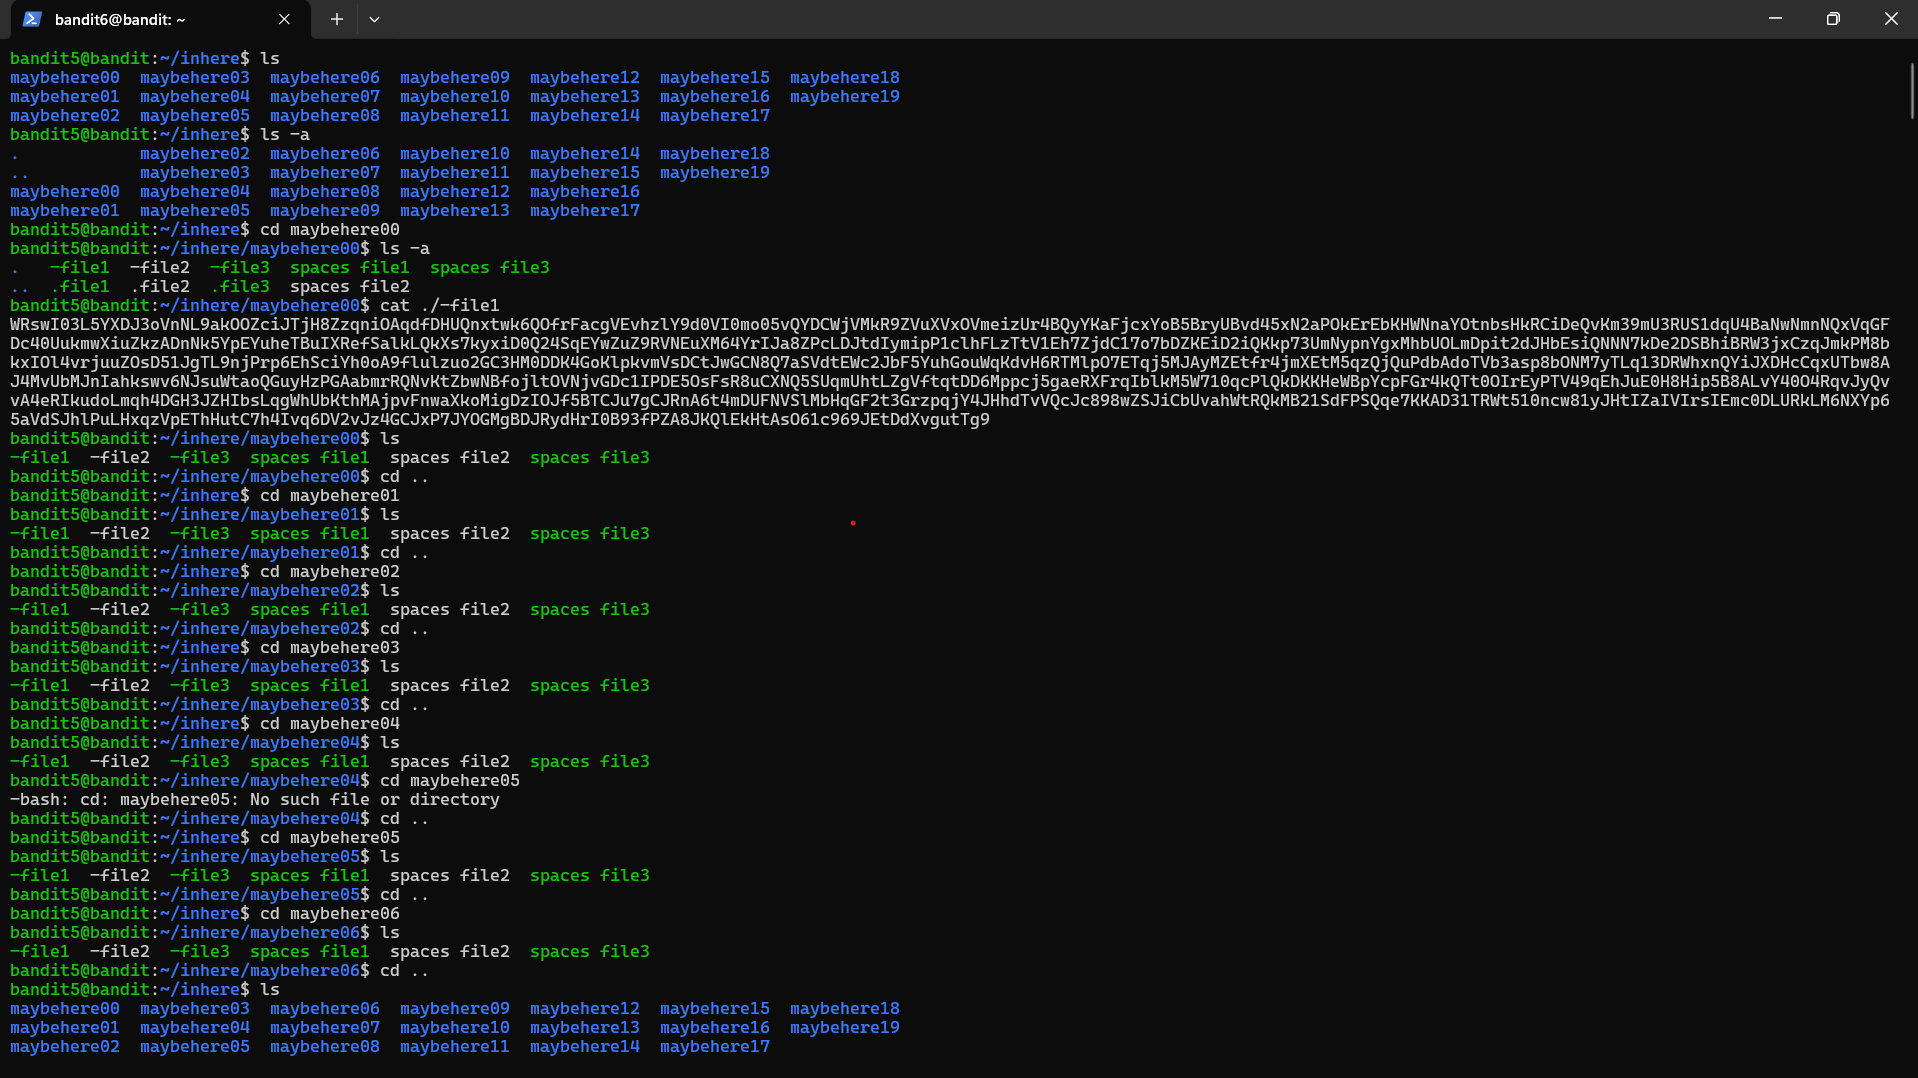 bandit6@bandit: ~
bandit5@bandit:~/inhere$ ls
maybehere00  maybehere03  maybehere06  maybehere09  maybehere12  maybehere15  maybehere18
maybehere01  maybehere04  maybehere07  maybehere10  maybehere13  maybehere16  maybehere19
maybehere02  maybehere05  maybehere08  maybehere11  maybehere14  maybehere17
bandit5@bandit:~/inhere$ ls -a
.            maybehere02  maybehere06  maybehere10  maybehere14  maybehere18
..           maybehere03  maybehere07  maybehere11  maybehere15  maybehere19
maybehere00  maybehere04  maybehere08  maybehere12  maybehere16
maybehere01  maybehere05  maybehere09  maybehere13  maybehere17
bandit5@bandit:~/inhere$ cd maybehere00
bandit5@bandit:~/inhere/maybehere00$ ls -a
.   -file1  -file2  -file3  spaces file1  spaces file3
..  .file1  .file2  .file3  spaces file2
bandit5@bandit:~/inhere/maybehere00$ cat ./-file1
bandit5@bandit:~/inhere/maybehere00$ ls
-file1  -file2  -file3  spaces file1  spaces file2  spaces file3
bandit5@bandit:~/inhere/maybehere00$ cd ..
bandit5@bandit:~/inhere$ cd maybehere01
bandit5@bandit:~/inhere/maybehere01$ ls
-file1  -file2  -file3  spaces file1  spaces file2  spaces file3
bandit5@bandit:~/inhere/maybehere01$ cd ..
bandit5@bandit:~/inhere$ cd maybehere02
bandit5@bandit:~/inhere/maybehere02$ ls
-file1  -file2  -file3  spaces file1  spaces file2  spaces file3
bandit5@bandit:~/inhere/maybehere02$ cd ..
bandit5@bandit:~/inhere$ cd maybehere03
bandit5@bandit:~/inhere/maybehere03$ ls
-file1  -file2  -file3  spaces file1  spaces file2  spaces file3
bandit5@bandit:~/inhere/maybehere03$ cd ..
bandit5@bandit:~/inhere$ cd maybehere04
bandit5@bandit:~/inhere/maybehere04$ ls
-file1  -file2  -file3  spaces file1  spaces file2  spaces file3
bandit5@bandit:~/inhere/maybehere04$ cd maybehere05
-bash: cd: maybehere05: No such file or directory
bandit5@bandit:~/inhere/maybehere04$ cd ..
bandit5@bandit:~/inhere$ cd maybehere05
bandit5@bandit:~/inhere/maybehere05$ ls
-file1  -file2  -file3  spaces file1  spaces file2  spaces file3
bandit5@bandit:~/inhere/maybehere05$ cd ..
bandit5@bandit:~/inhere$ cd maybehere06
bandit5@bandit:~/inhere/maybehere06$ ls
-file1  -file2  -file3  spaces file1  spaces file2  spaces file3
bandit5@bandit:~/inhere/maybehere06$ cd ..
bandit5@bandit:~/inhere$ ls
maybehere00  maybehere03  maybehere06  maybehere09  maybehere12  maybehere15  maybehere18
maybehere01  maybehere04  maybehere07  maybehere10  maybehere13  maybehere16  maybehere19
maybehere02  maybehere05  maybehere08  maybehere11  maybehere14  maybehere17